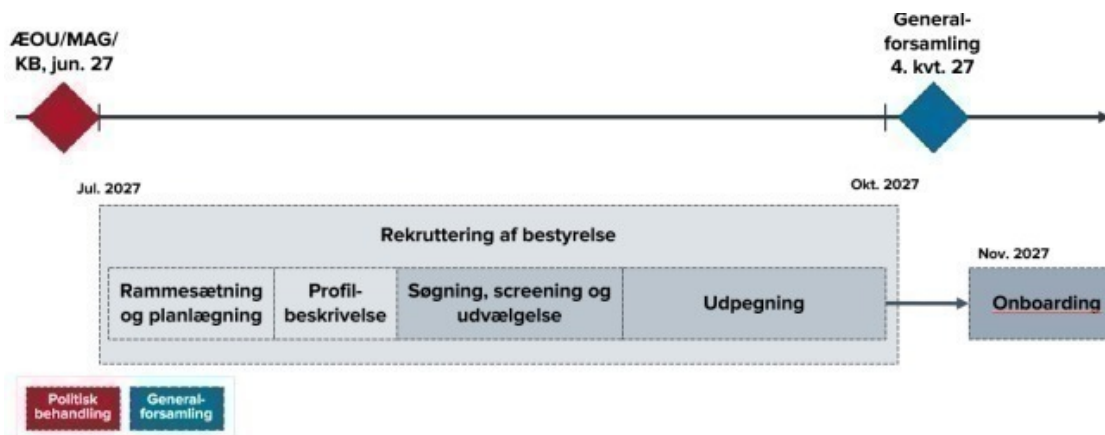 ÆOU/MAG/
KB, jun. 27
General-
forsamling
4. kvt. 27
Jul. 2027
Okt. 2027
Rekruttering af bestyrelse
Rammesætning
og planlægning
Profil-
beskrivelse
Søgning, screening og
udvælgelse
Udpegning
Nov. 2027
Onboarding
Politisk
behandling
General-
forsamling